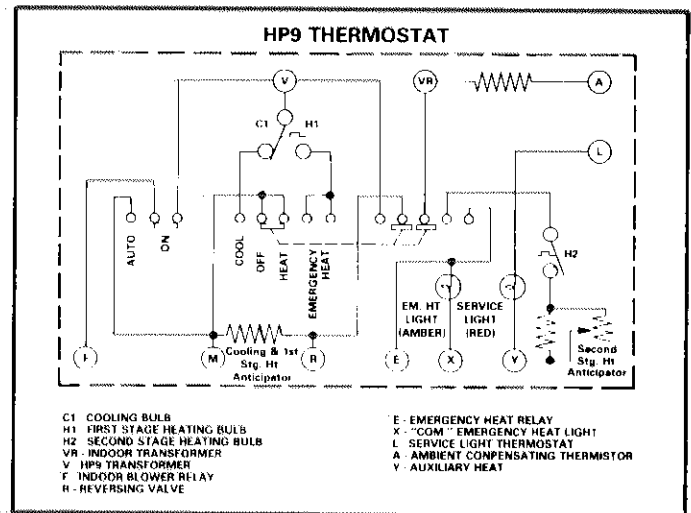 HP9 THERMOSTAT
V
VR
A
C1
H1
L
AUTO
ON
COOL
OFF
HEAT
EMERGENCY
HEAT
H2
EM. HT
LIGHT
(AMBER)
SERVICE
LIGHT
(RED)
F
M
Cooling & 1st
Stg. Ht
Anticipator
R
E
X
Y
Second
Stg. Ht
Anticipator
C1 COOLING BULB
H1 FIRST STAGE HEATING BULB
H2 SECOND STAGE HEATING BULB
VR - INDOOR TRANSFORMER
V HP9 TRANSFORMER
F INDOOR BLOWER RELAY
R - REVERSING VALVE
E - EMERGENCY HEAT RELAY
X - "COM" EMERGENCY HEAT LIGHT
L SERVICE LIGHT THERMOSTAT
A - AMBIENT CONPENSATING THERMISTOR
Y - AUXILIARY HEAT